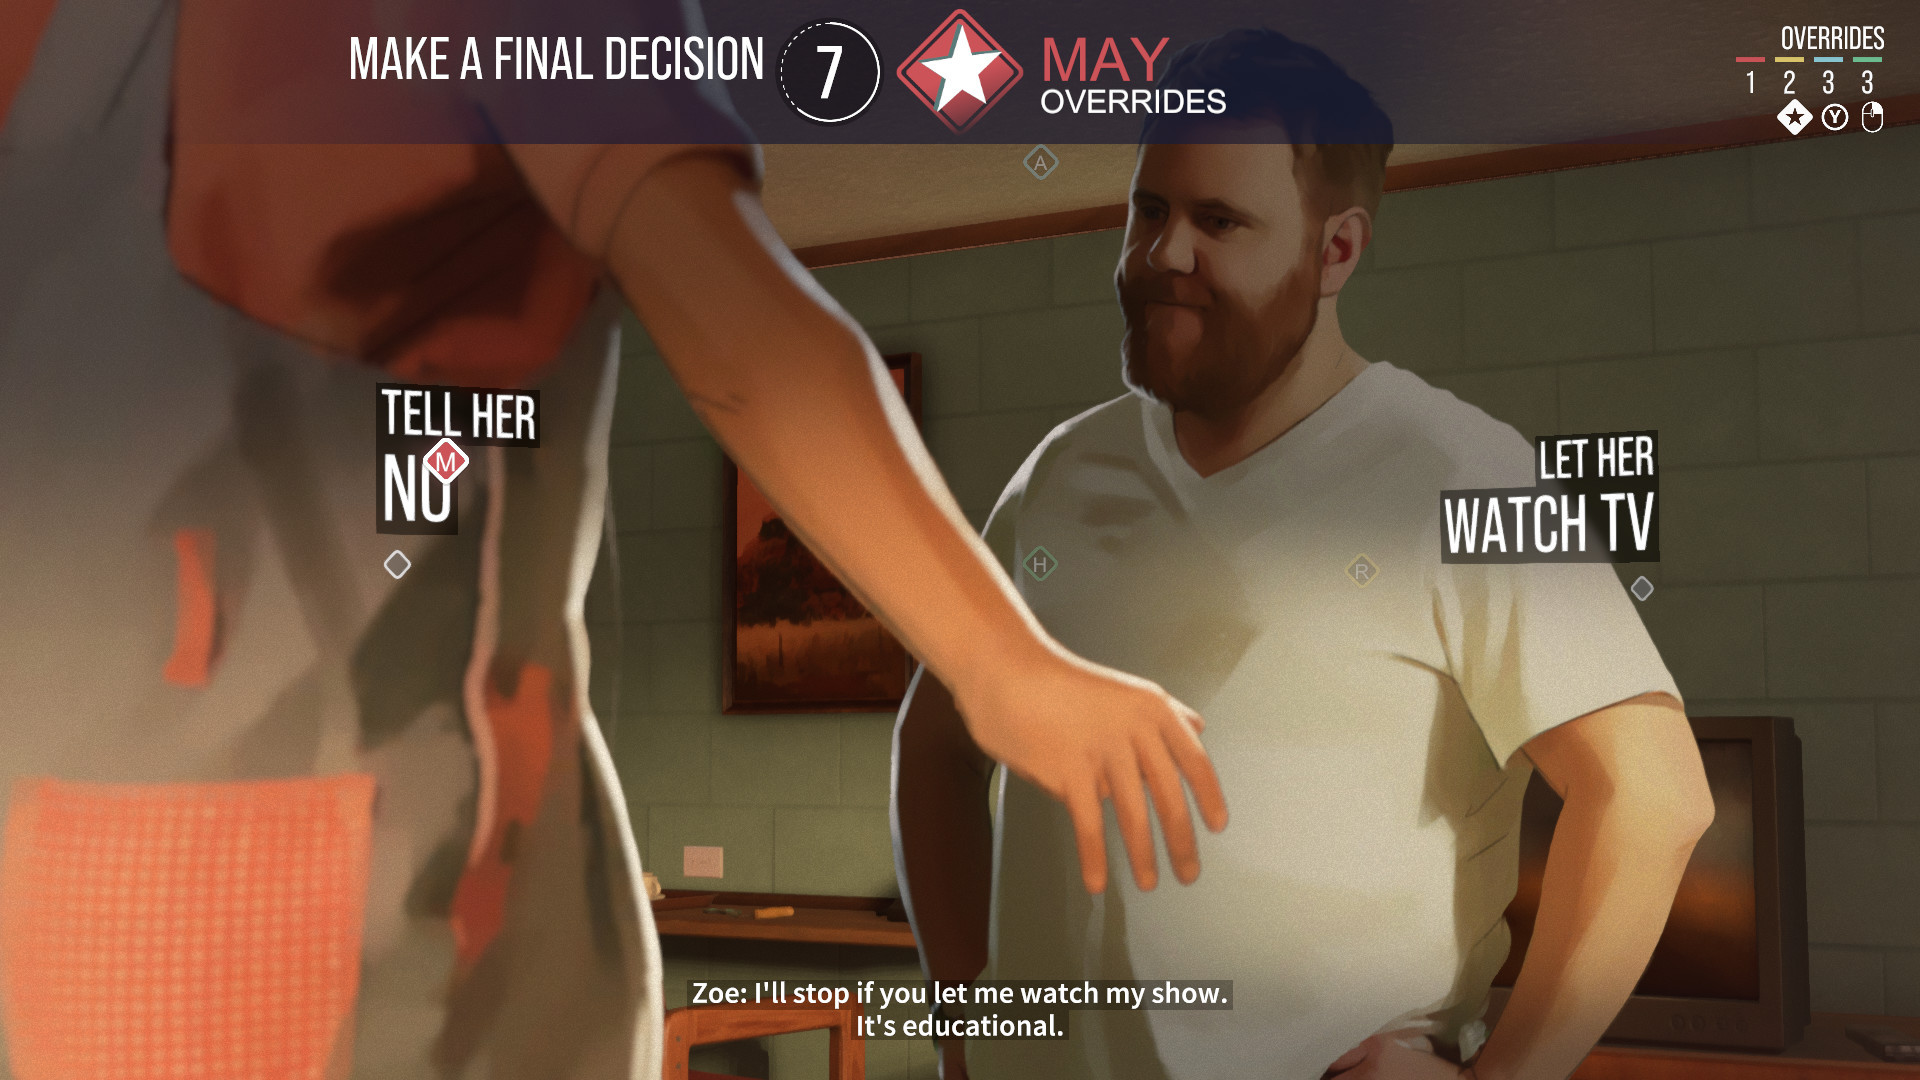 MAKE A FINAL DECISION
7
MAY
OVERRIDES
OVERRIDES
1 2 3 3
Y
A
TELL HER
NO
M
LET HER
WATCH TV
H
R
Zoe: I'll stop if you let me watch my show.
It's educational.